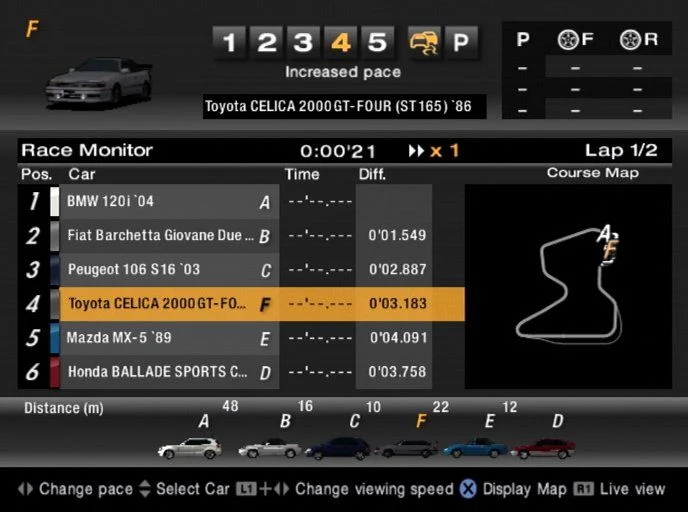 F
1 2 3 4 5 P
Increased pace
Toyota CELICA 2000GT-FOUR (ST165) `86
P F R
– – –
– – –
– – –
Race Monitor 0:00'21 x 1 Lap 1/2
Pos. Car Time Diff. Course Map
1 BMW 120i `04 A --'--.---
2 Fiat Barchetta Giovane Due ... B --'--.--- 0'01.549
3 Peugeot 106 S16 `03 C --'--.--- 0'02.887
4 Toyota CELICA 2000GT-FO... F --'--.--- 0'03.183
5 Mazda MX-5 `89 E --'--.--- 0'04.091
6 Honda BALLADE SPORTS C... D --'--.--- 0'03.758
A
F
Distance (m) 48 16 10 22 12
A B C F E D
Change pace Select Car L1 + Change viewing speed X Display Map R1 Live view